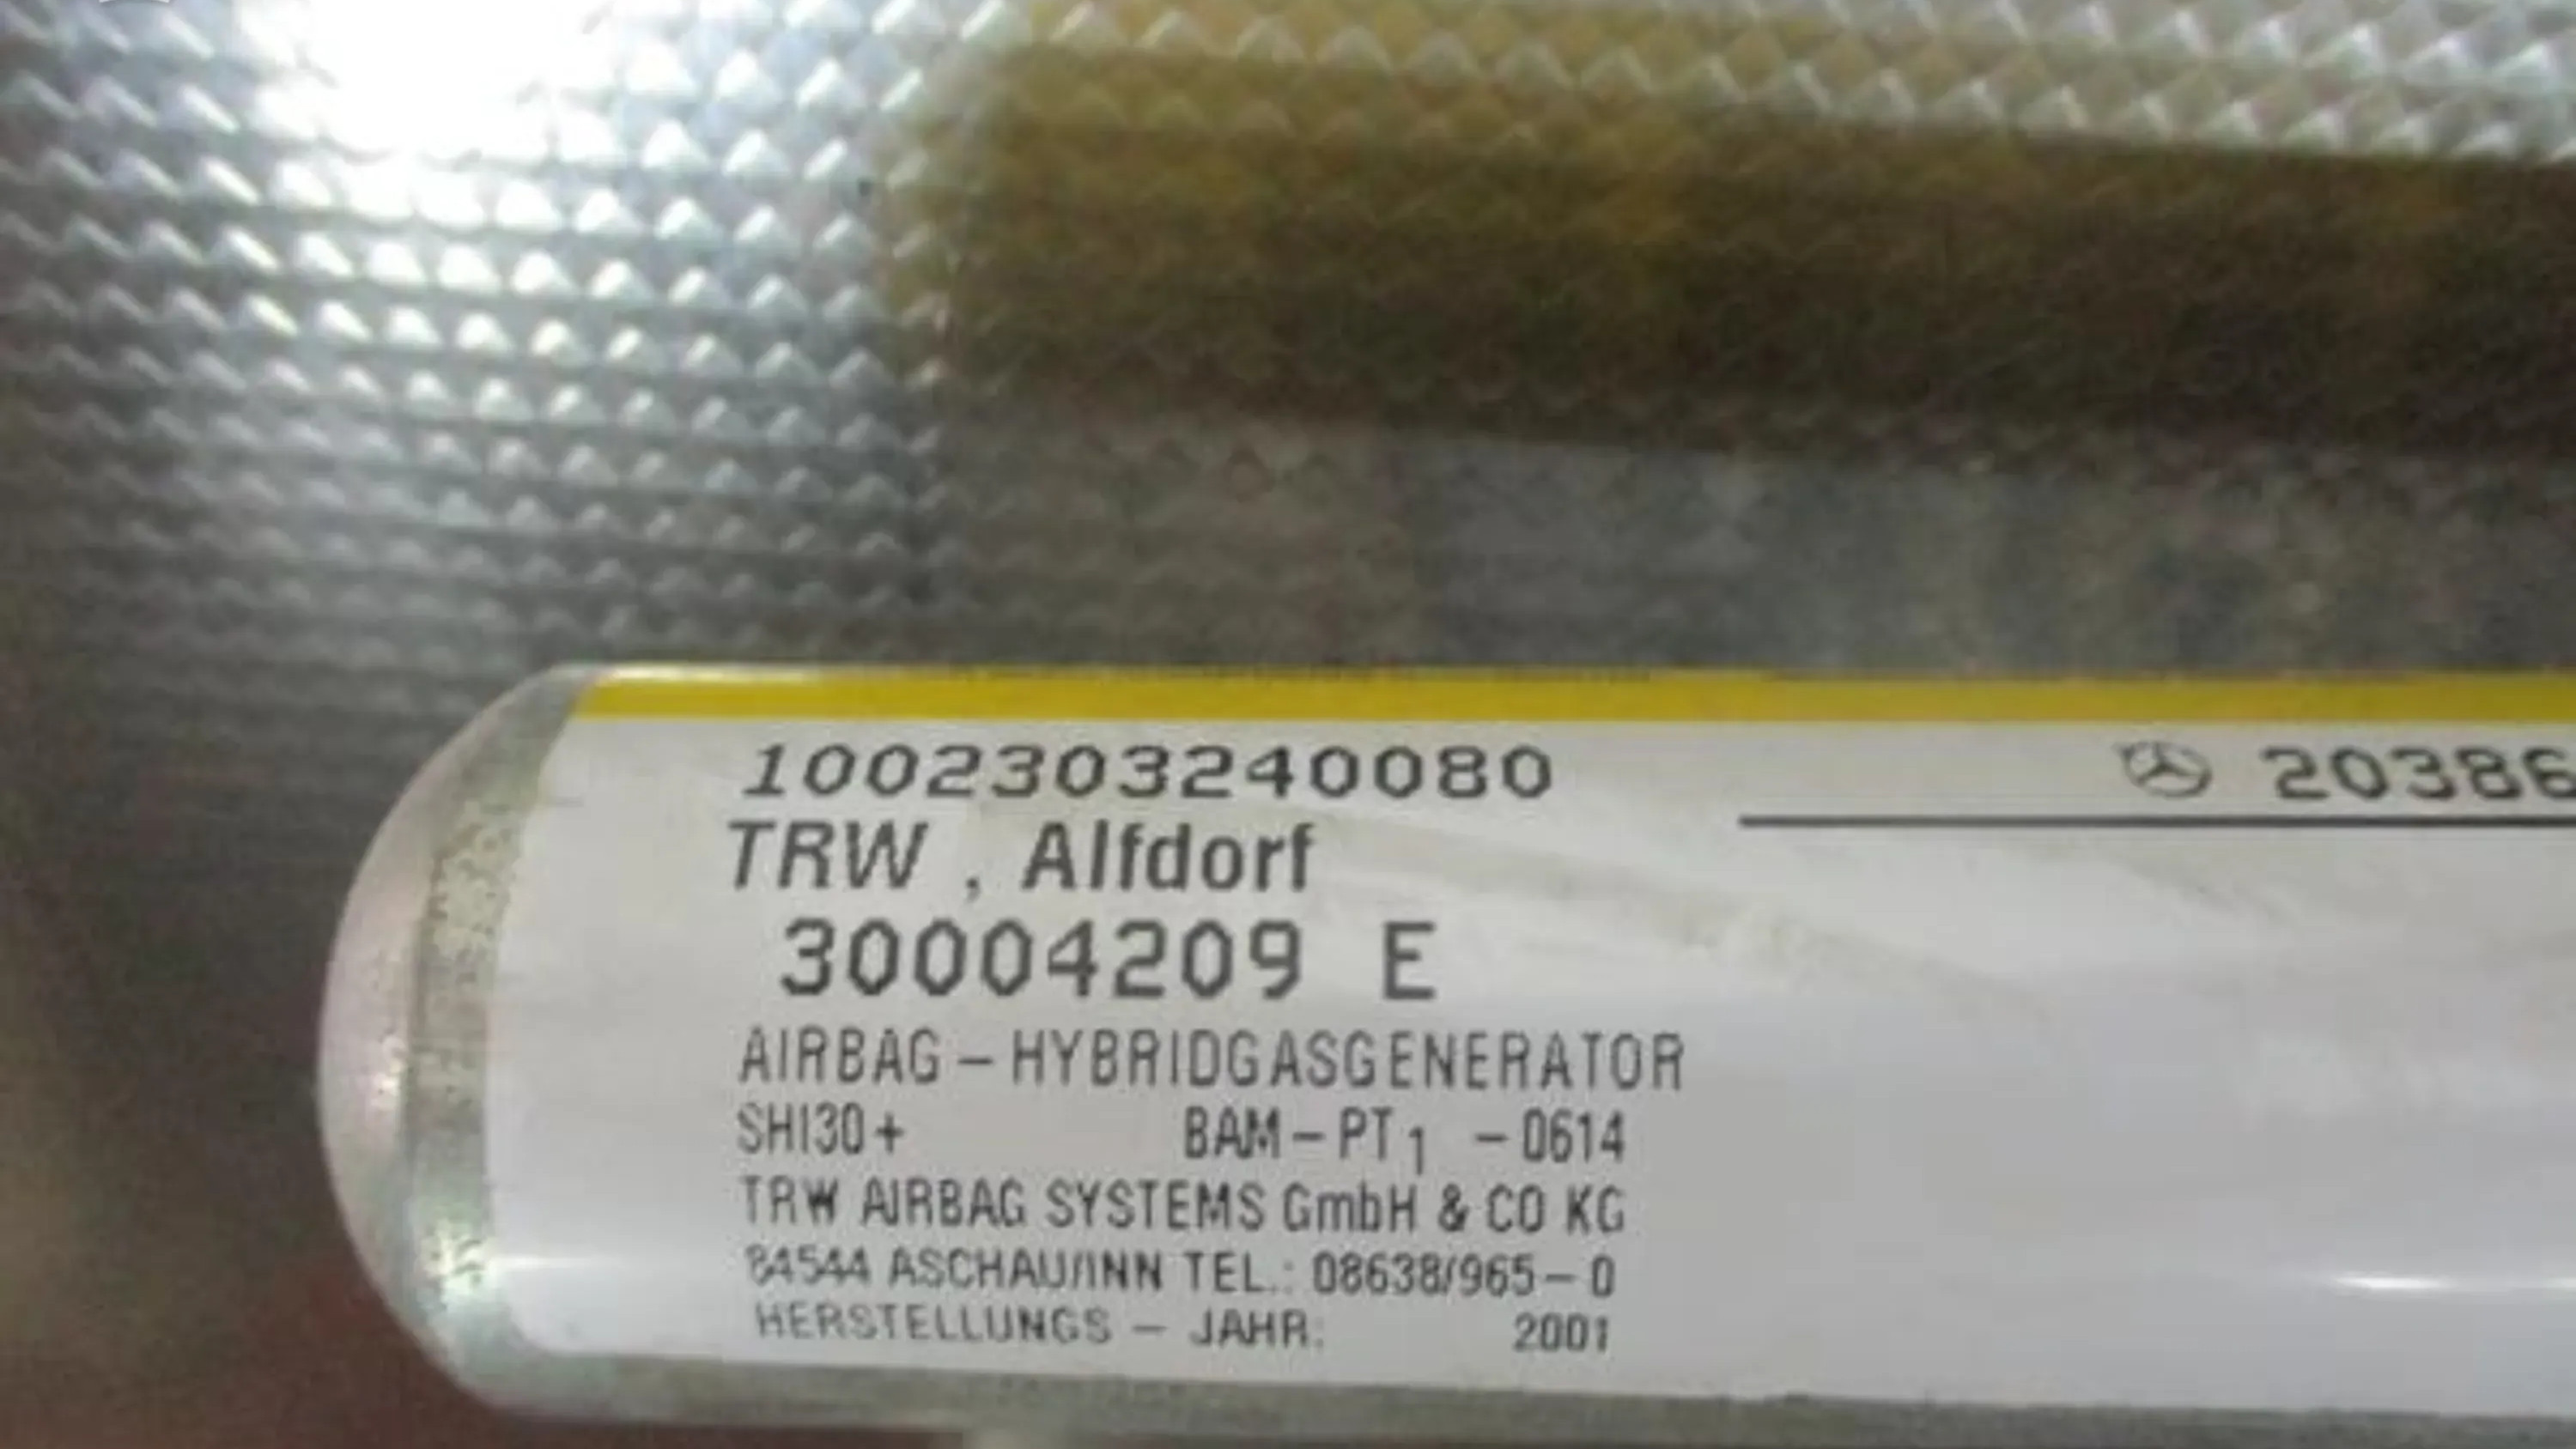 1002303240080
20386
TRW , Alfdorf
30004209 E
AIRBAG – HYBRIDGASGENERATOR
SHI30+ BAM – PT1 – 0614
TRW AIRBAG SYSTEMS GmbH & CO KG
84544 ASCHAU/INN TEL.: 08638/965 – 0
HERSTELLUNGS – JAHR: 2001